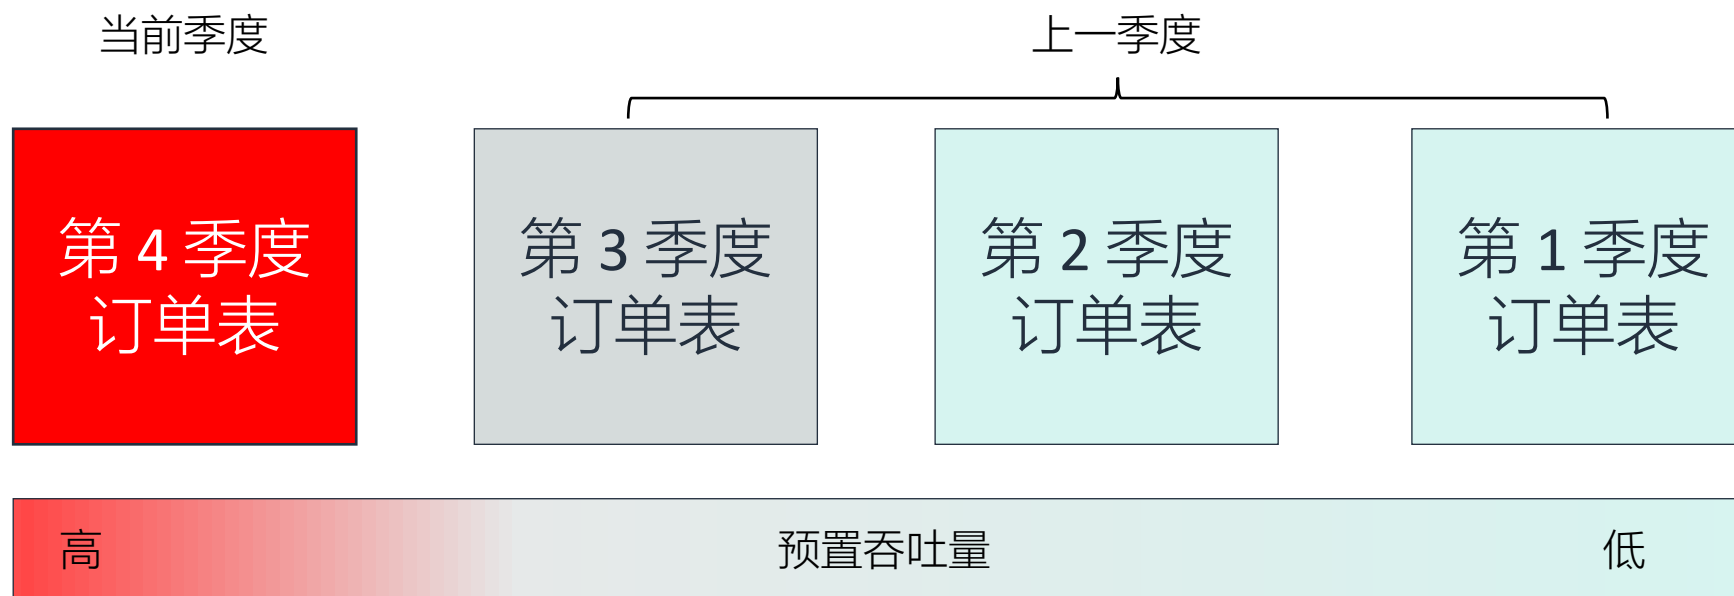 当前季度
上一季度
第 4 季度
订单表
第 3 季度
订单表
第 2 季度
订单表
第 1 季度
订单表
高
预置吞吐量
低